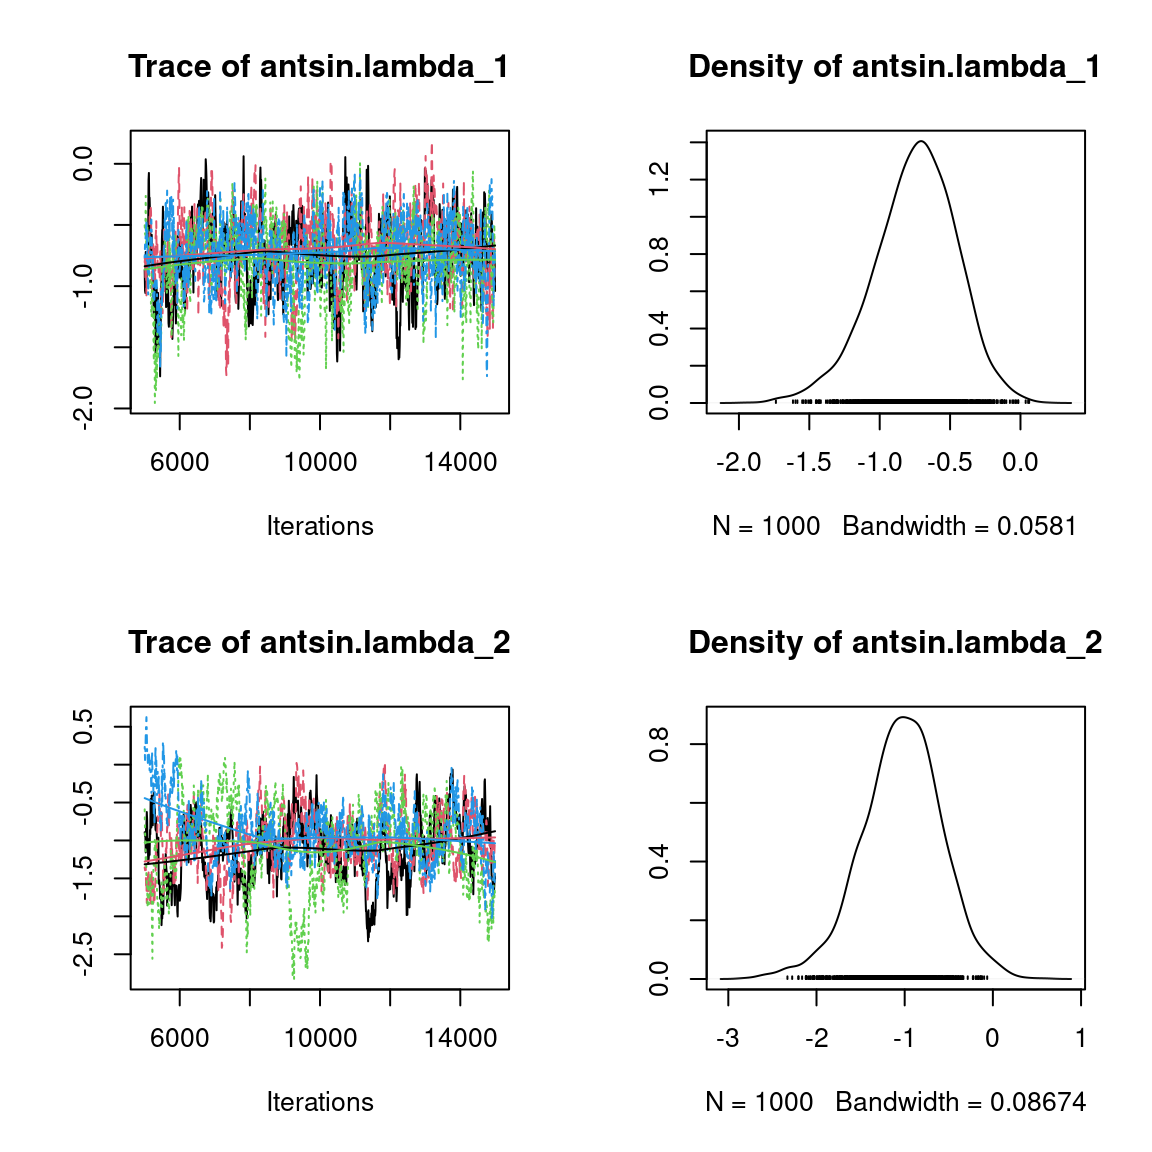 Trace of antsin.lambda_1
0.0
-1.0
-2.0
6000 10000 14000
Iterations
Density of antsin.lambda_1
1.2
0.8
0.4
0.0
-2.0 -1.5 -1.0 -0.5 0.0
N = 1000 Bandwidth = 0.0581
Trace of antsin.lambda_2
0.5
-0.5
-1.5
-2.5
6000 10000 14000
Iterations
Density of antsin.lambda_2
0.8
0.4
0.0
-3 -2 -1 0 1
N = 1000 Bandwidth = 0.08674